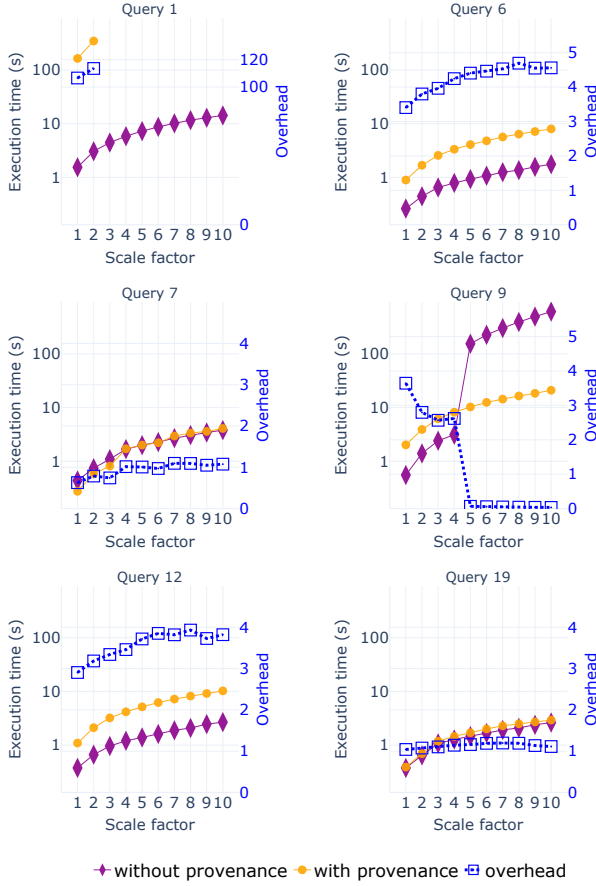 Query 1
Execution time (s)
100
10
1
120
100
0
Overhead
1 2 3 4 5 6 7 8 9 10
Scale factor
Query 6
Execution time (s)
100
10
1
5
4
3
2
1
0
Overhead
1 2 3 4 5 6 7 8 9 10
Scale factor
Query 7
Execution time (s)
100
10
1
4
3
2
1
0
Overhead
1 2 3 4 5 6 7 8 9 10
Scale factor
Query 9
Execution time (s)
100
10
1
5
4
3
2
1
0
Overhead
1 2 3 4 5 6 7 8 9 10
Scale factor
Query 12
Execution time (s)
100
10
1
4
3
2
1
0
Overhead
1 2 3 4 5 6 7 8 9 10
Scale factor
Query 19
Execution time (s)
100
10
1
4
3
2
1
0
Overhead
1 2 3 4 5 6 7 8 9 10
Scale factor
without provenance with provenance overhead